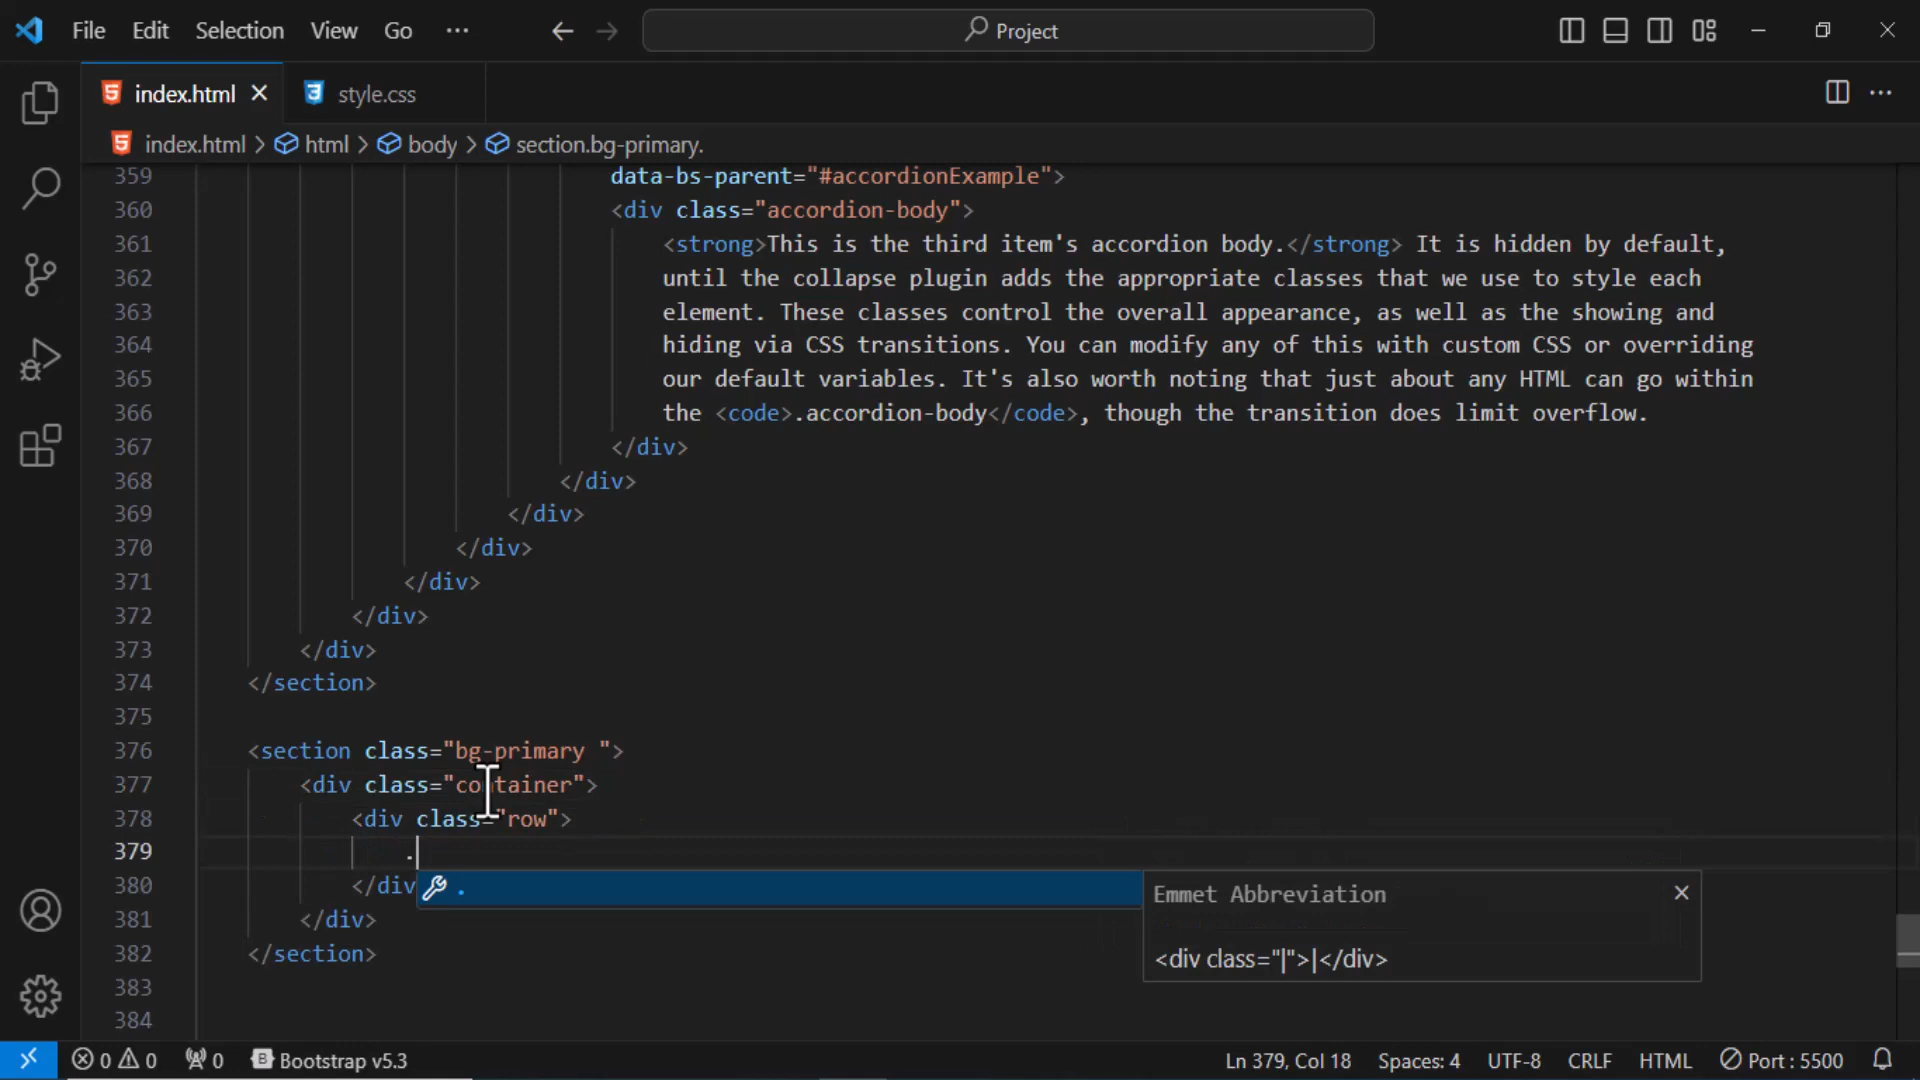 File Edit Selection View Go ··· Project
index.html style.css
index.html > html > body > section.bg-primary.
359 data-bs-parent="#accordionExample">
360 <div class="accordion-body">
361 <strong>This is the third item's accordion body.</strong> It is hidden by default,
362 until the collapse plugin adds the appropriate classes that we use to style each
363 element. These classes control the overall appearance, as well as the showing and
364 hiding via CSS transitions. You can modify any of this with custom CSS or overriding
365 our default variables. It's also worth noting that just about any HTML can go within
366 the <code>.accordion-body</code>, though the transition does limit overflow.
367 </div>
368 </div>
369 </div>
370 </div>
371 </div>
372 </div>
373 </div>
374 </section>
375
376 <section class="bg-primary ">
377 <div class="container">
378 <div class="row">
379 .
380 </div . Emmet Abbreviation
381 </div>
<div class="|">|</div>
382 </section>
383
384
0 0 0 Bootstrap v5.3 Ln 379, Col 18 Spaces: 4 UTF-8 CRLF HTML Port : 5500